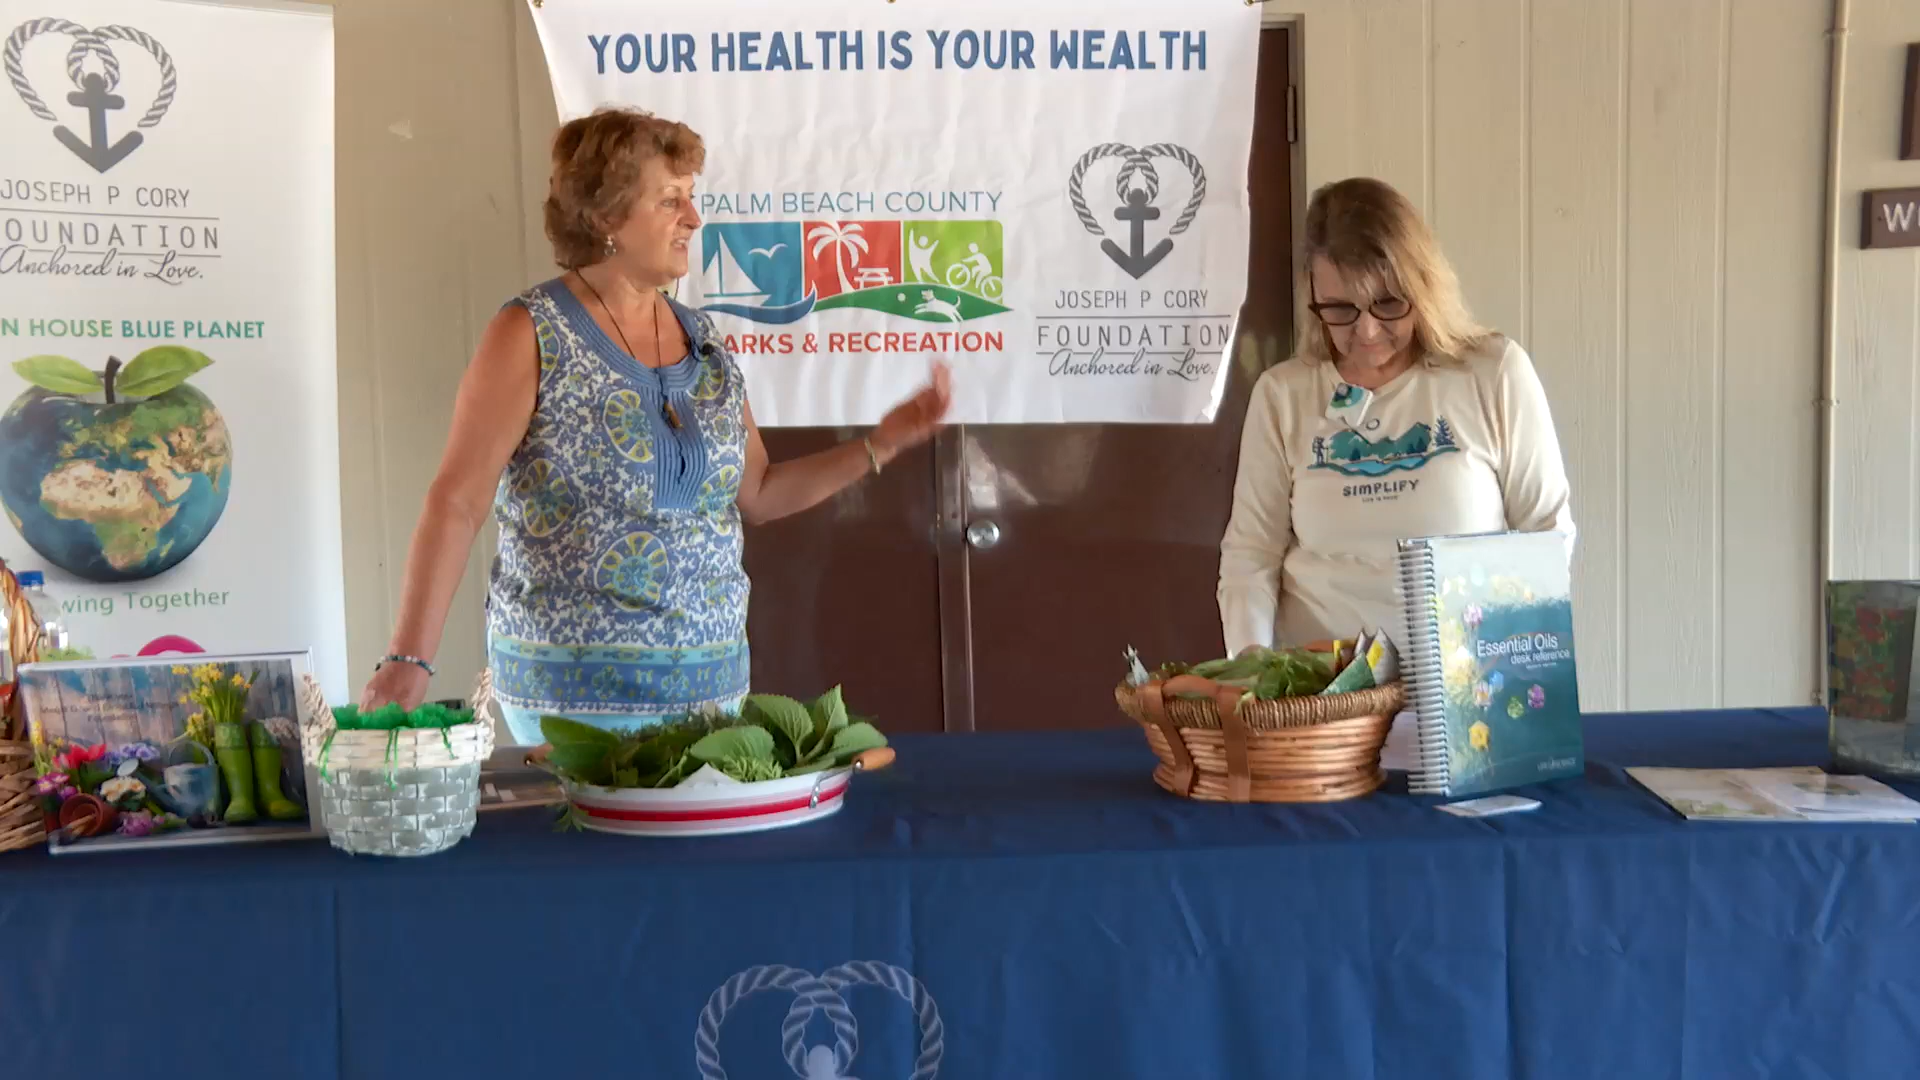 JOSEPH P CORY
OUNDATION
Anchored in Love.
N HOUSE BLUE PLANET
wing Together
YOUR HEALTH IS YOUR WEALTH
PALM BEACH COUNTY
ARKS & RECREATION
JOSEPH P CORY
FOUNDATION
Anchored in Love.
SIMPLIFY
Essential Oils
desk reference
W